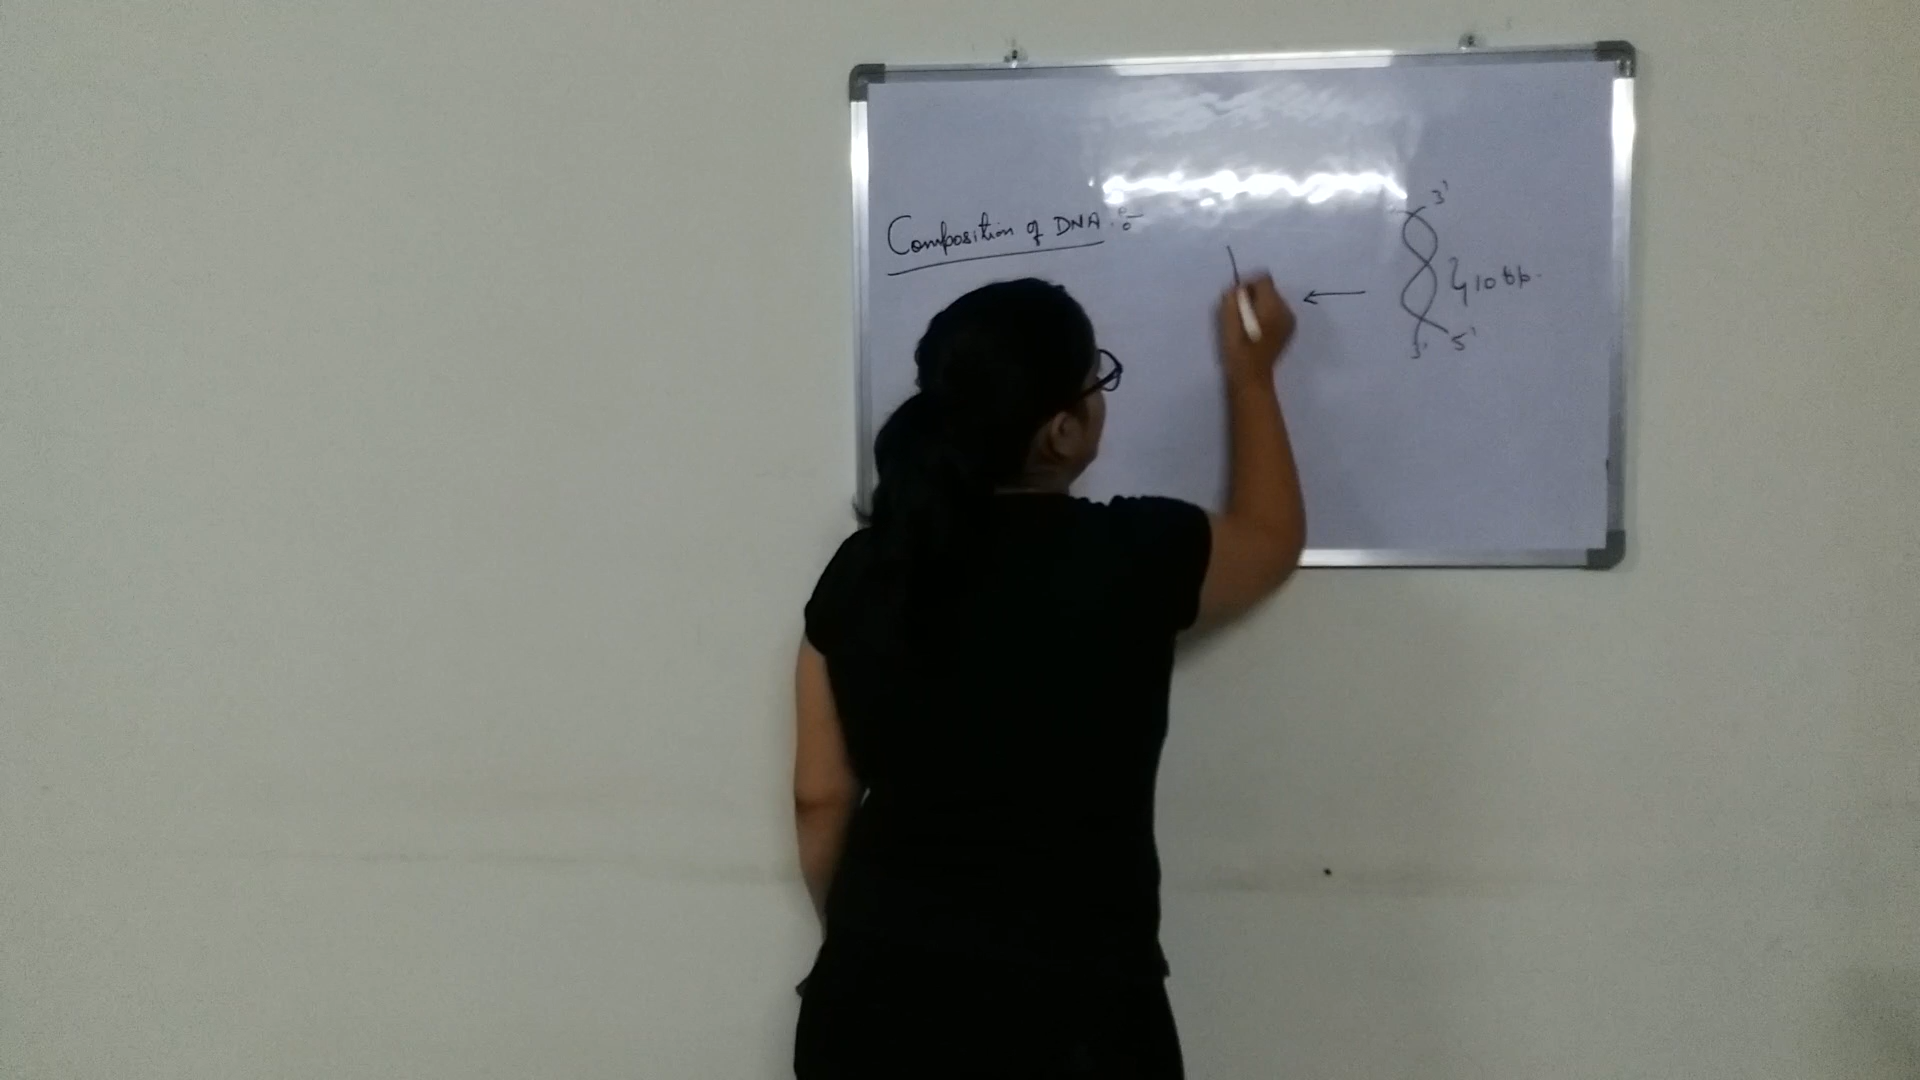 Composition of DNA :-
3'
10 bp.
3' 5'